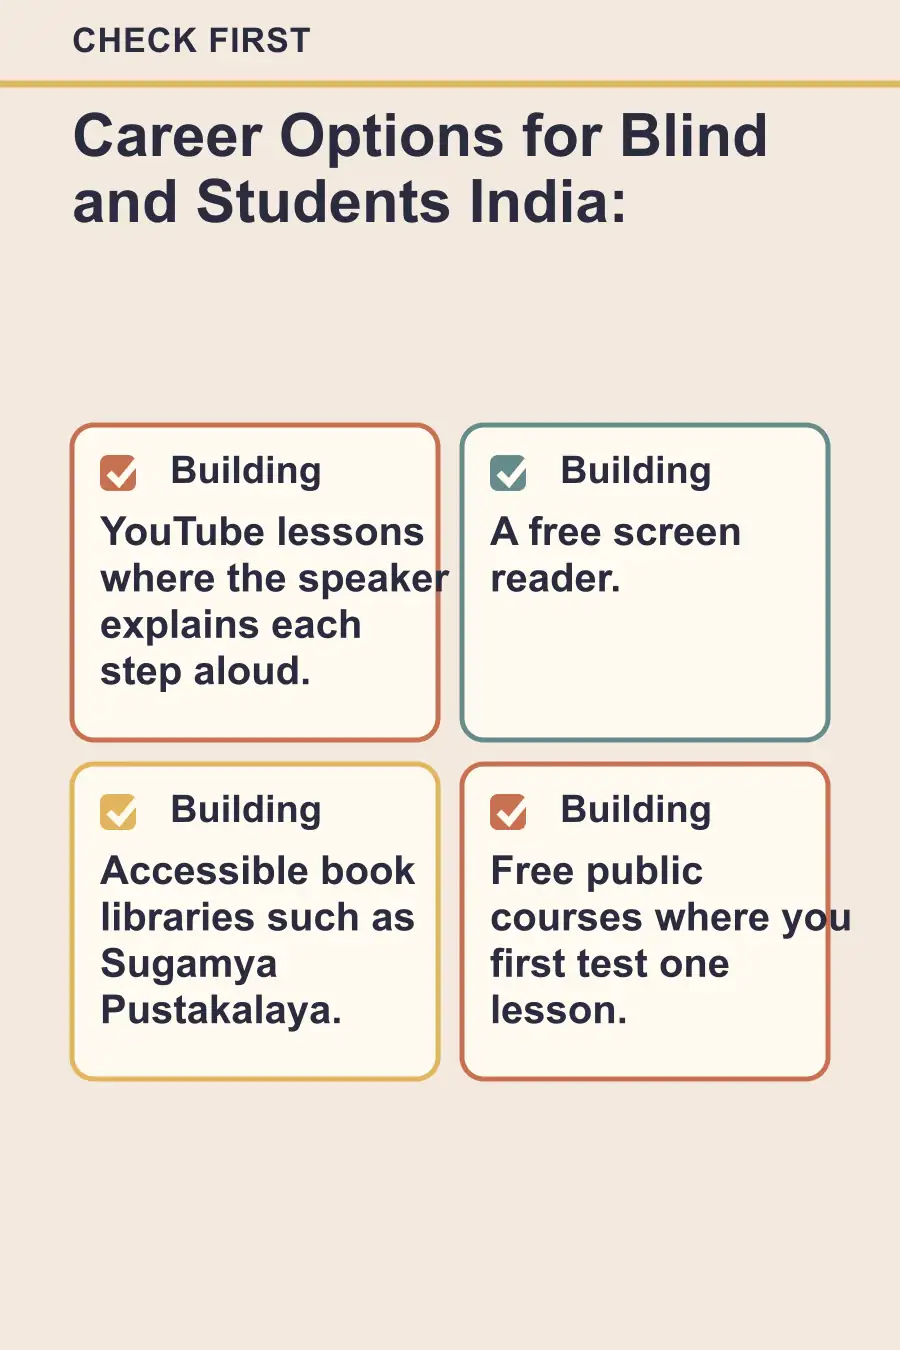 CHECK FIRST
Career Options for Blind
and Students India:
Building
YouTube lessons
where the speaker
explains each
step aloud.
Building
A free screen
reader.
Building
Accessible book
libraries such as
Sugamya
Pustakalaya.
Building
Free public
courses where you
first test one
lesson.